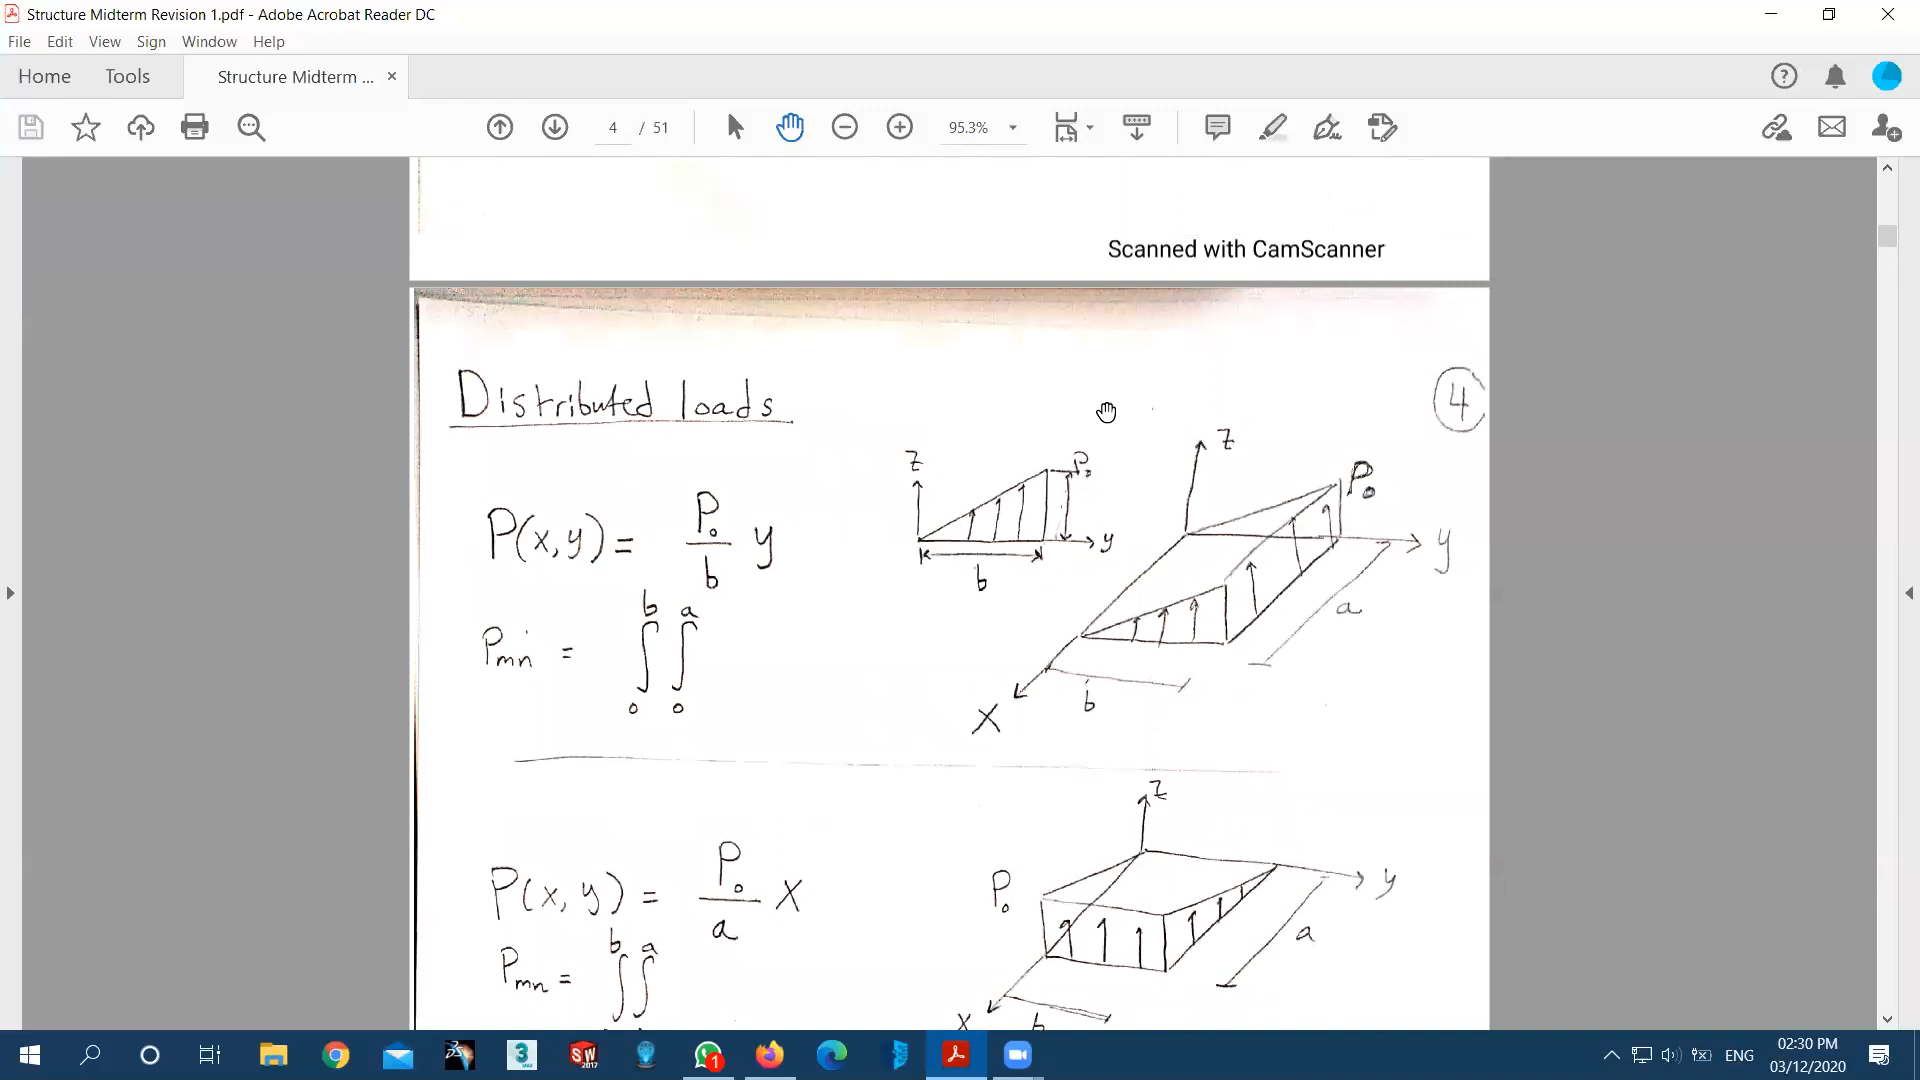 Structure Midterm Revision 1.pdf - Adobe Acrobat Reader DC
File Edit View Sign Window Help
Home Tools Structure Midterm ... ×
4 / 51 95.3%
Scanned with CamScanner
Distributed loads
4
P(x,y) = P₀/b y
z P₀ y b
z P₀ y a b X
Pmn = ∫₀ᵇ ∫₀ᵃ
P(x,y) = P₀/a X
z P₀ y a b X
Pmn = ∫ᵇ ∫ᵃ
1
ENG
02:30 PM
03/12/2020